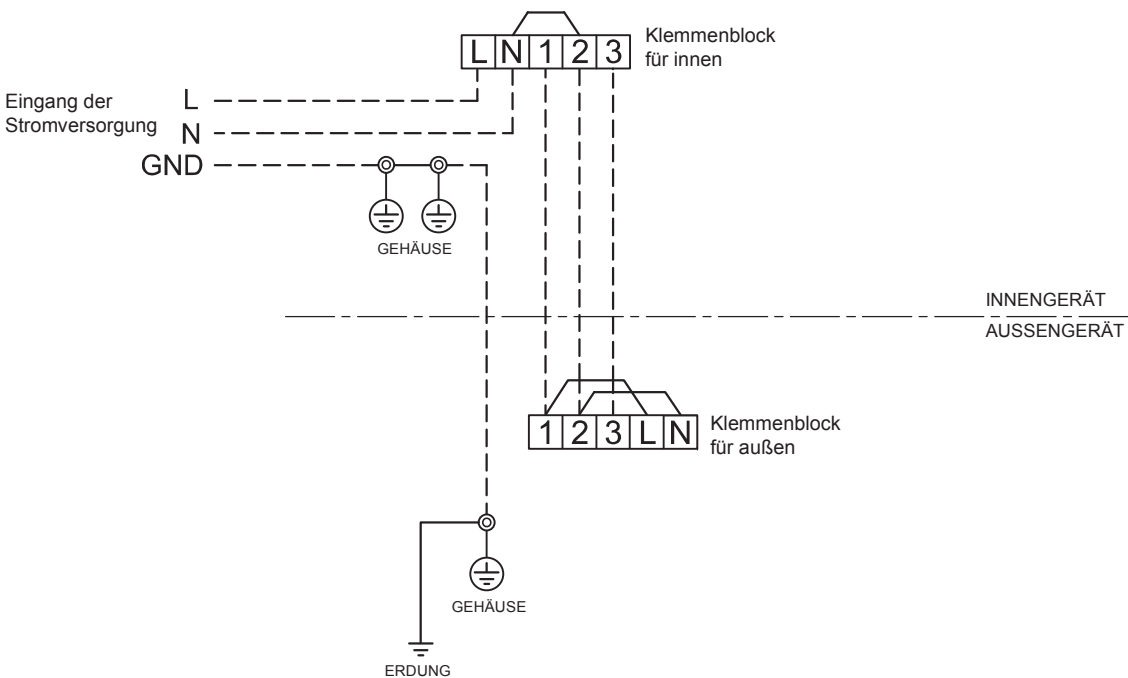 L N 1 2 3
Klemmenblock
für innen
Eingang der
Stromversorgung
L
N
GND
GEHÄUSE
INNENGERÄT
AUSSENGERÄT
1 2 3 L N
Klemmenblock
für außen
GEHÄUSE
ERDUNG